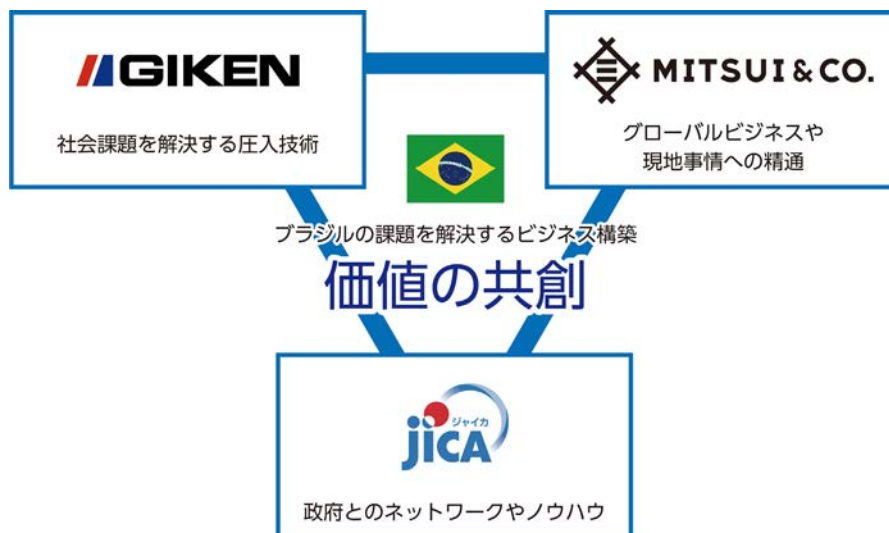 GIKEN
社会課題を解決する圧入技術
MITSUI & CO.
グローバルビジネスや
現地事情への精通
ブラジルの課題を解決するビジネス構築
価値の共創
ジャイカ
JICA
政府とのネットワークやノウハウ